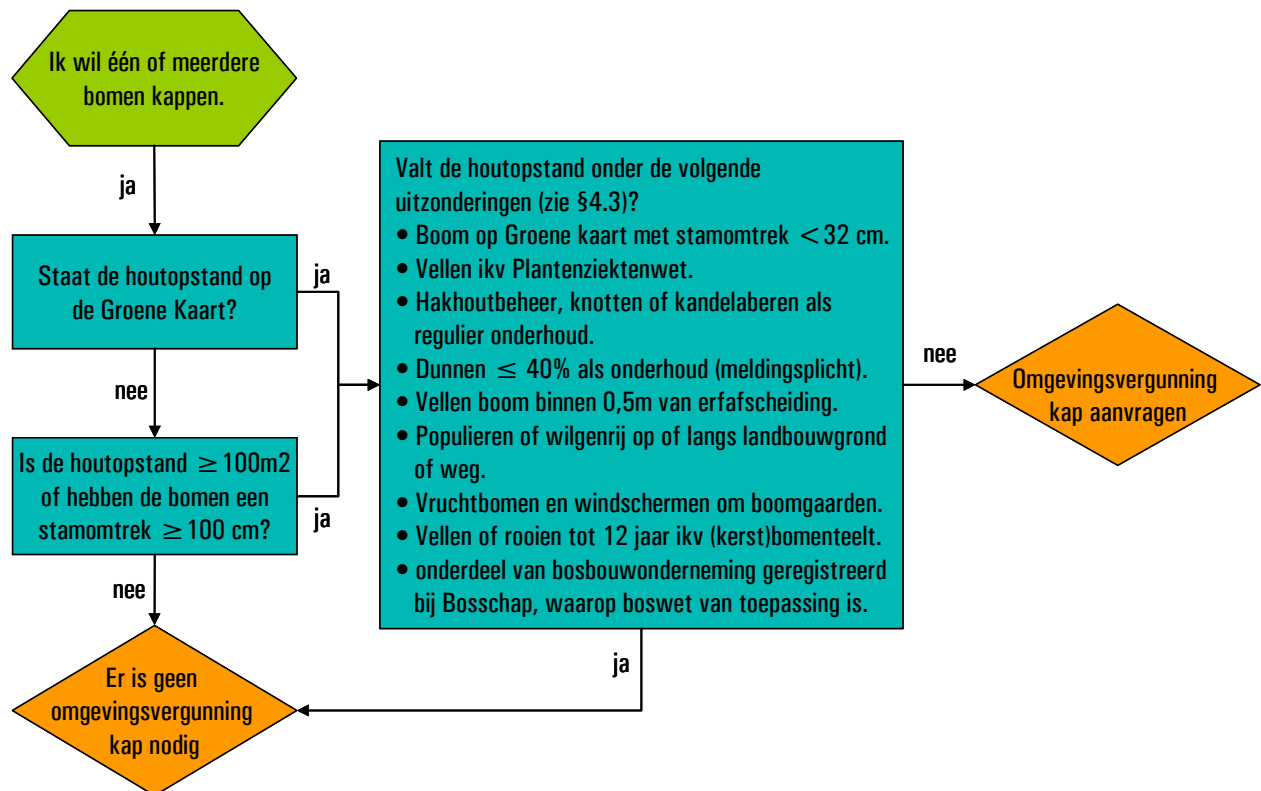 Ik wil één of meerdere
bomen kappen.
ja
Staat de houtopstand op
de Groene Kaart?
ja
nee
Is de houtopstand ≥ 100m2
of hebben de bomen een
stamomtrek ≥ 100 cm?
ja
nee
Er is geen
omgevingsvergunning
kap nodig
Valt de houtopstand onder de volgende
uitzonderingen (zie §4.3)?
• Boom op Groene kaart met stamomtrek < 32 cm.
• Vellen ikv Plantenziektenwet.
• Hakhoutbeheer, knotten of kandelaberen als
regulier onderhoud.
• Dunnen ≤ 40% als onderhoud (meldingsplicht).
• Vellen boom binnen 0,5m van erfafscheiding.
• Populieren of wilgenrij op of langs landbouwgrond
of weg.
• Vruchtbomen en windschermen om boomgaarden.
• Vellen of rooien tot 12 jaar ikv (kerst)bomenteelt.
• onderdeel van bosbouwonderneming geregistreerd
bij Bosschap, waarop boswet van toepassing is.
ja
nee
Omgevingsvergunning
kap aanvragen